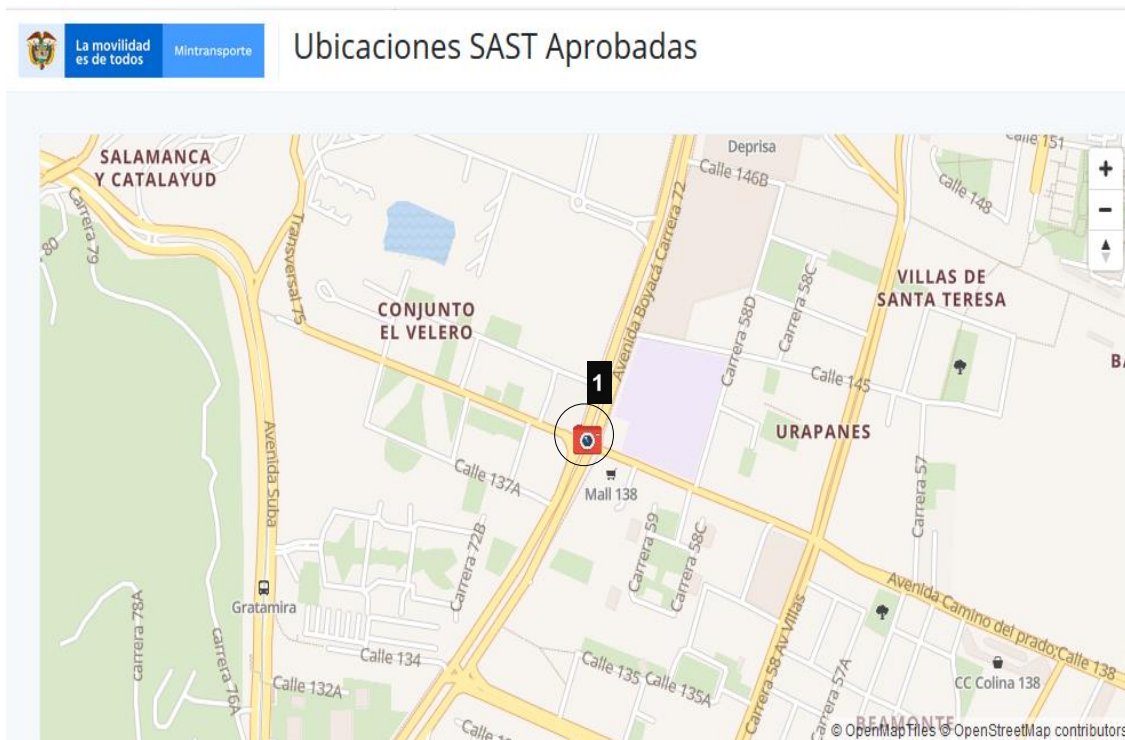 La movilidad
es de todos
Mintransporte
Ubicaciones SAST Aprobadas
SALAMANCA
Y CATALAYUD
Deprisa
Calle 151
Calle 146B
calle 148
Carrera 79
80
Transversal 75
Avenida Boyacá Carrera 72
Carrera 58C
VILLAS DE
SANTA TERESA
CONJUNTO
EL VELERO
Carrera 58D
BA
1
Calle 145
URAPANES
Avenida Suba
Calle 137A
Mall 138
Carrera 57
Carrera 59
Carrera 58C
Carrera 72B
Gratamira
carrera 78A
carrera 76A
Calle 134
Calle 132A
Calle 135
Calle 135A
Carrera 58 Av Villas
Carrera 57A
Avenida Camino del prado;Calle 138
CC Colina 138
BEAMONTE
© OpenMapTiles © OpenStreetMap contributors